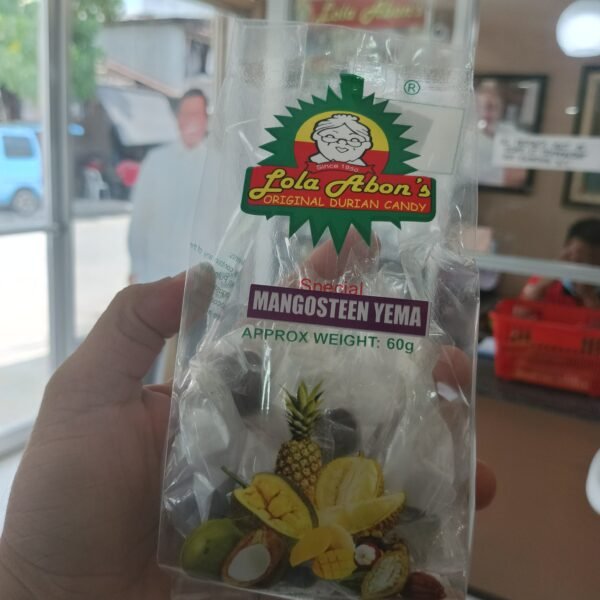 Lola Abon's
®
Since 1950
Lola Abon's
ORIGINAL DURIAN CANDY
Special
MANGOSTEEN YEMA
APPROX WEIGHT: 60g